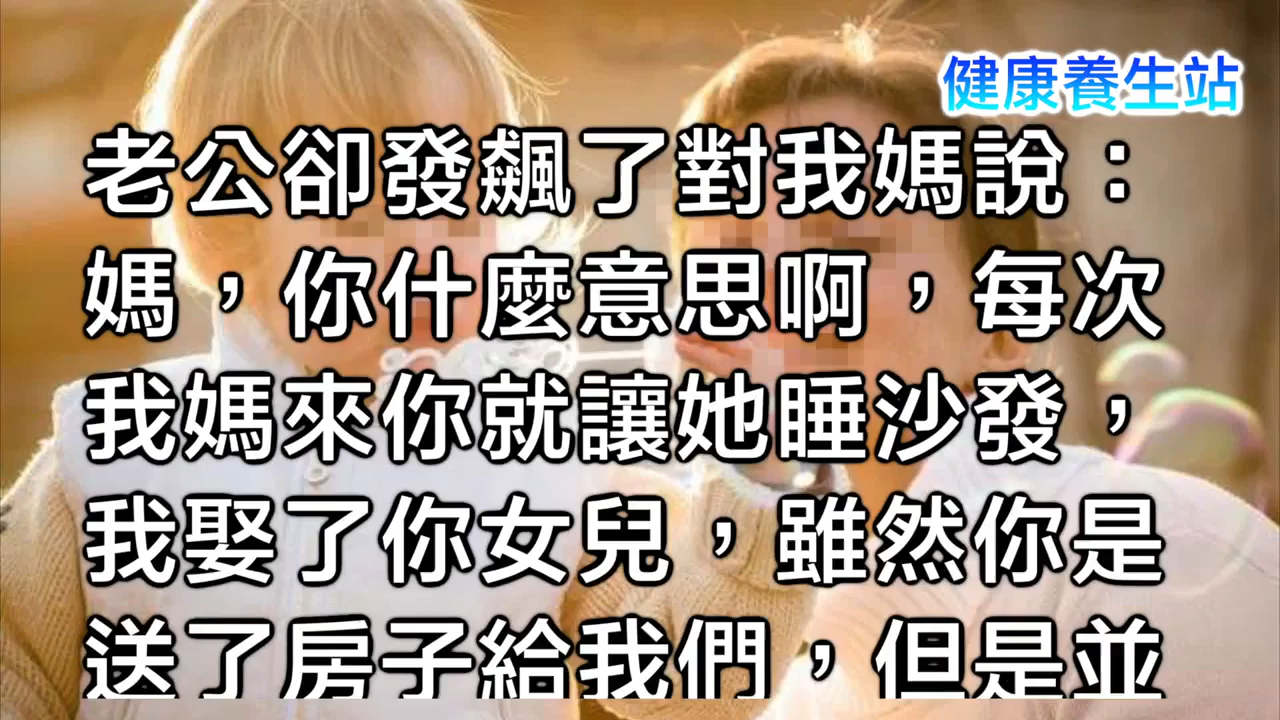 健康養生站
老公卻發飆了對我媽說：
媽，你什麼意思啊，每次
我媽來你就讓她睡沙發，
我娶了你女兒，雖然你是
送了房子給我們，但是並